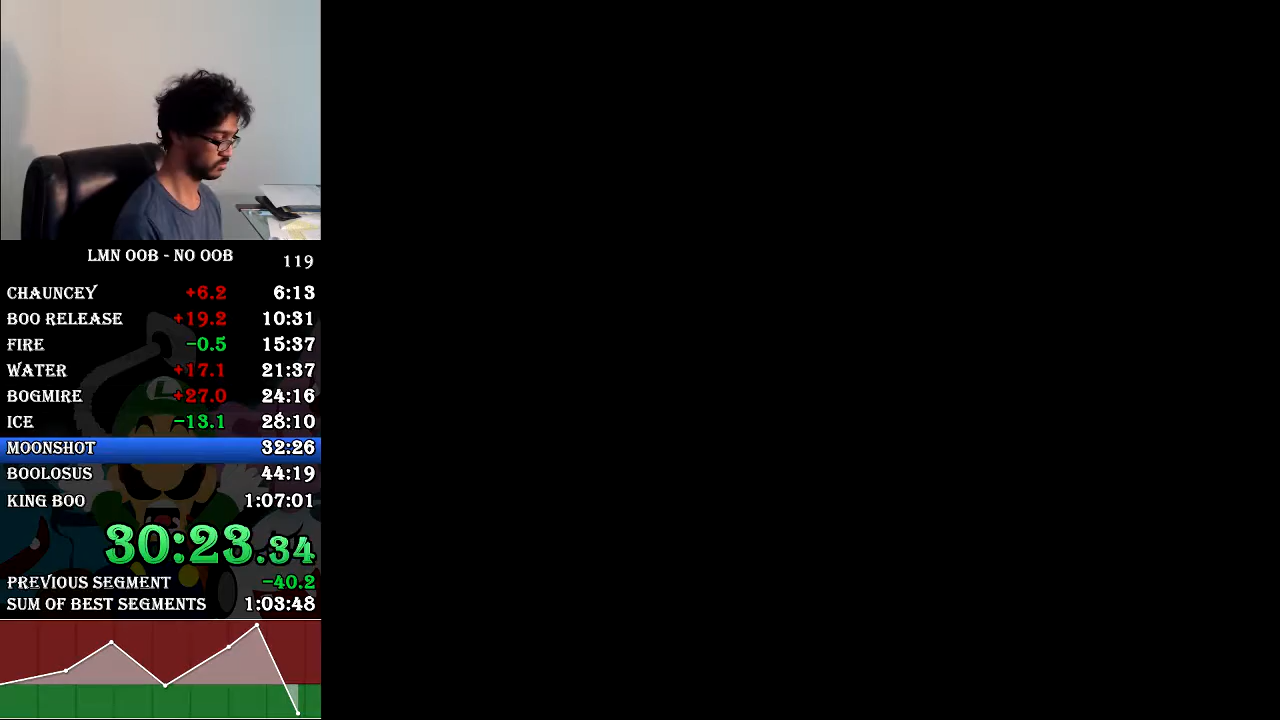 LMN OOB - NO OOB 119
CHAUNCEY +6.2 6:13
BOO RELEASE +19.2 10:31
FIRE -0.5 15:37
WATER +17.1 21:37
BOGMIRE +27.0 24:16
ICE -13.1 28:10
MOONSHOT 32:26
BOOLOSUS 44:19
KING BOO 1:07:01
30:23.34
PREVIOUS SEGMENT -40.2
SUM OF BEST SEGMENTS 1:03:48